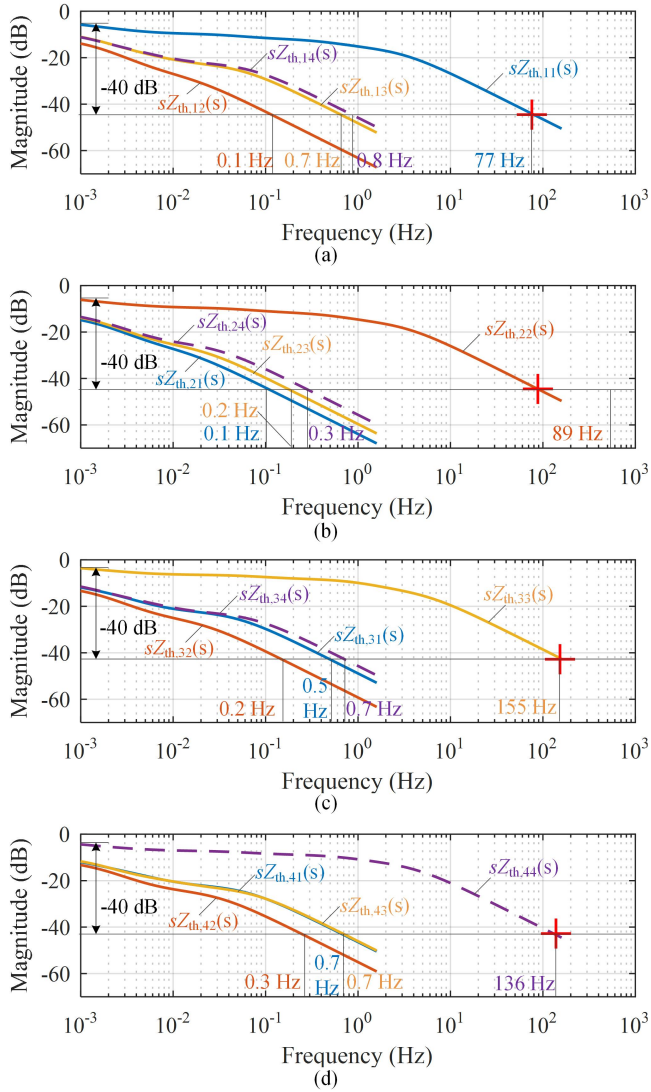 0
-20
-40
-60
Magnitude (dB)
-40 dB
sZth,14(s)
sZth,11(s)
sZth,13(s)
sZth,12(s)
0.1 Hz 0.7 Hz 0.8 Hz 77 Hz
10-3 10-2 10-1 100 101 102 103
Frequency (Hz)
(a)
0
-20
-40
-60
Magnitude (dB)
-40 dB
sZth,24(s)
sZth,23(s)
sZth,22(s)
sZth,21(s)
0.2 Hz
0.1 Hz 0.3 Hz 89 Hz
10-3 10-2 10-1 100 101 102 103
Frequency (Hz)
(b)
0
-20
-40
-60
Magnitude (dB)
-40 dB
sZth,34(s)
sZth,33(s)
sZth,31(s)
sZth,32(s)
0.5
0.2 Hz Hz 0.7 Hz 155 Hz
10-3 10-2 10-1 100 101 102 103
Frequency (Hz)
(c)
0
-20
-40
-60
Magnitude (dB)
-40 dB
sZth,41(s)
sZth,44(s)
sZth,43(s)
sZth,42(s)
0.7
0.3 Hz Hz 0.7 Hz 136 Hz
10-3 10-2 10-1 100 101 102 103
Frequency (Hz)
(d)